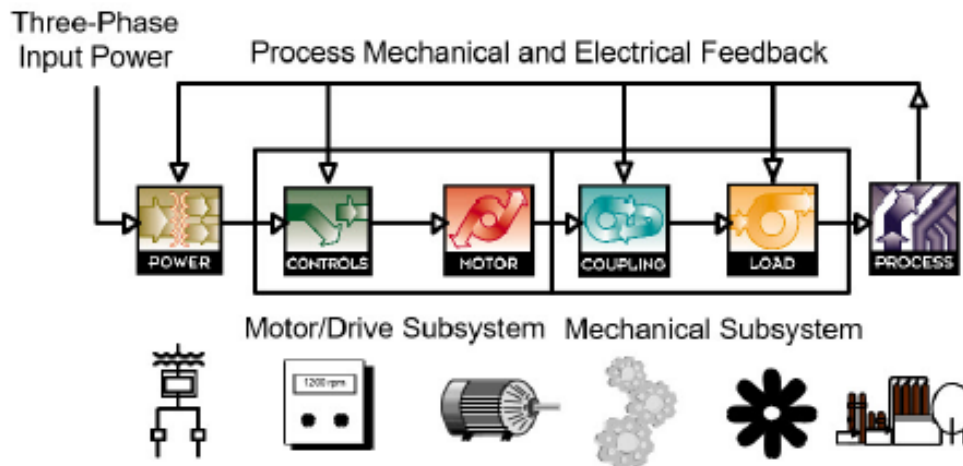 Three-Phase
Input Power
Process Mechanical and Electrical Feedback
POWER
CONTROLS
MOTOR
COUPLING
LOAD
PROCESS
Motor/Drive Subsystem
Mechanical Subsystem
1200 rpm